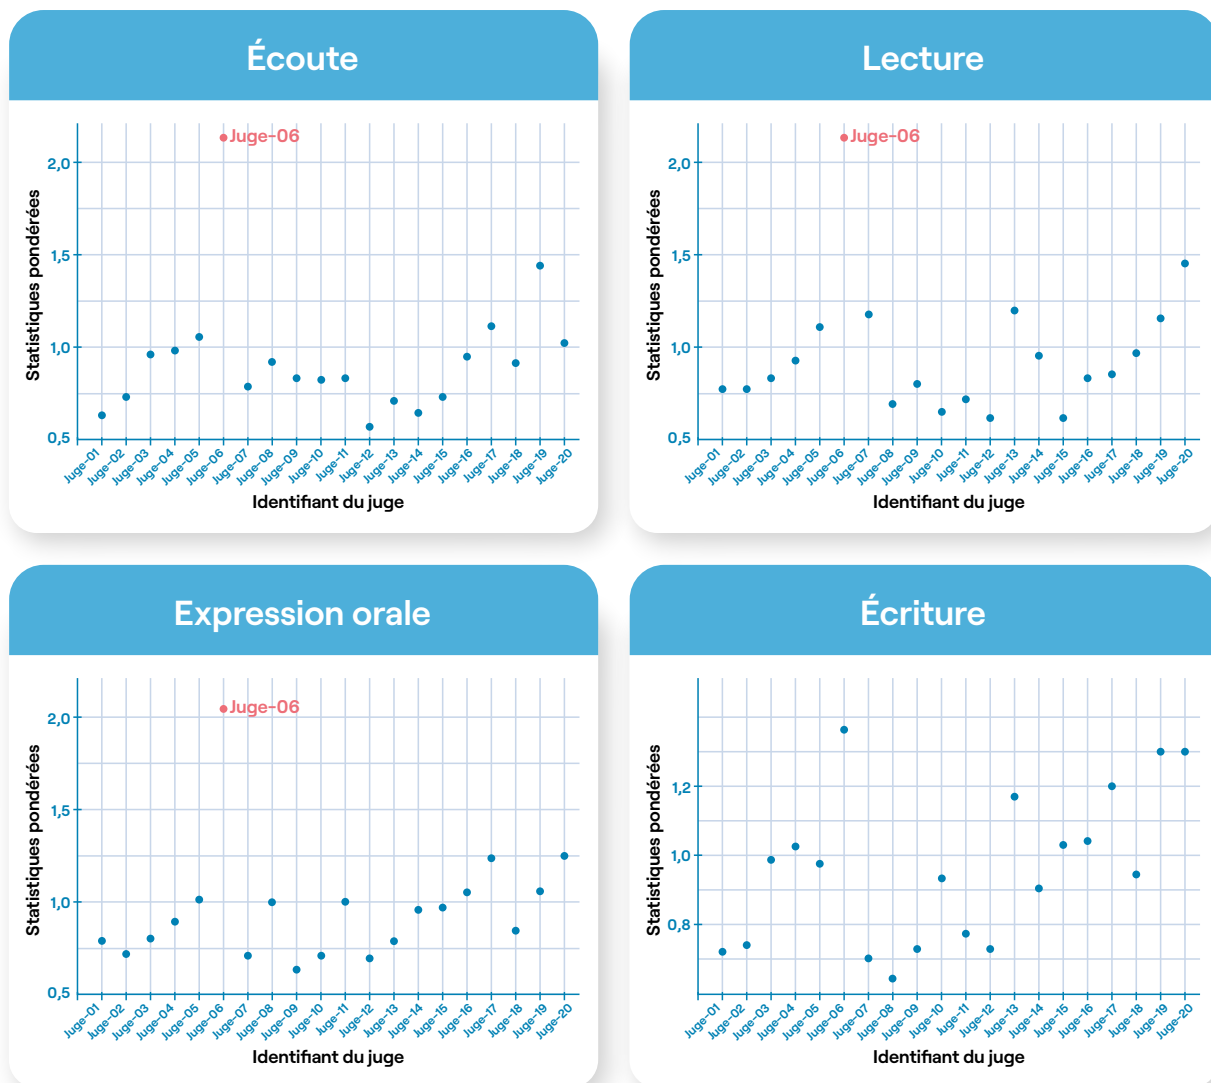 Écoute
Statistiques pondérées
2,0
1,5
1,0
0,5
Juge-06
Juge-01 Juge-02 Juge-03 Juge-04 Juge-05 Juge-06 Juge-07 Juge-08 Juge-09 Juge-10 Juge-11 Juge-12 Juge-13 Juge-14 Juge-15 Juge-16 Juge-17 Juge-18 Juge-19 Juge-20
Identifiant du juge
Lecture
Statistiques pondérées
2,0
1,5
1,0
0,5
Juge-06
Juge-01 Juge-02 Juge-03 Juge-04 Juge-05 Juge-06 Juge-07 Juge-08 Juge-09 Juge-10 Juge-11 Juge-12 Juge-13 Juge-14 Juge-15 Juge-16 Juge-17 Juge-18 Juge-19 Juge-20
Identifiant du juge
Expression orale
Statistiques pondérées
2,0
1,5
1,0
0,5
Juge-06
Juge-01 Juge-02 Juge-03 Juge-04 Juge-05 Juge-06 Juge-07 Juge-08 Juge-09 Juge-10 Juge-11 Juge-12 Juge-13 Juge-14 Juge-15 Juge-16 Juge-17 Juge-18 Juge-19 Juge-20
Identifiant du juge
Écriture
Statistiques pondérées
1,2
1,0
0,8
Juge-01 Juge-02 Juge-03 Juge-04 Juge-05 Juge-06 Juge-07 Juge-08 Juge-09 Juge-10 Juge-11 Juge-12 Juge-13 Juge-14 Juge-15 Juge-16 Juge-17 Juge-18 Juge-19 Juge-20
Identifiant du juge